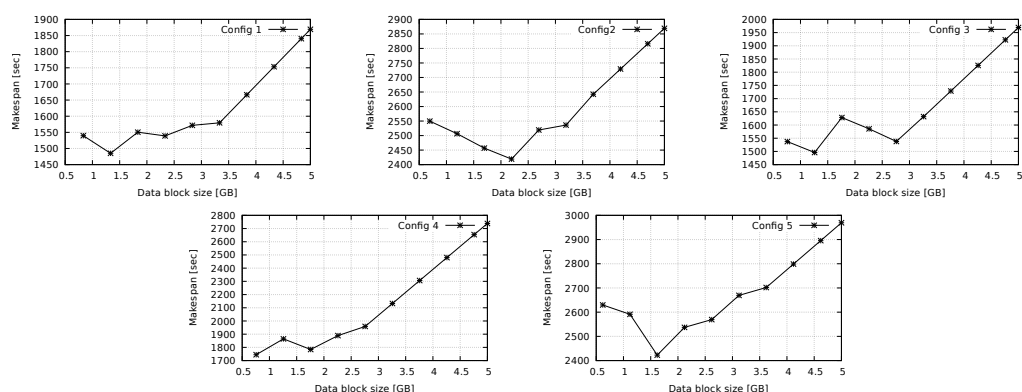 1900
1850
1800
1750
1700
1650
1600
1550
1500
1450
Makespan [sec]
Config 1
0.5 1 1.5 2 2.5 3 3.5 4 4.5 5
Data block size [GB]
2900
2850
2800
2750
2700
2650
2600
2550
2500
2450
2400
Makespan [sec]
Config2
0.5 1 1.5 2 2.5 3 3.5 4 4.5 5
Data block size [GB]
2000
1950
1900
1850
1800
1750
1700
1650
1600
1550
1500
1450
Makespan [sec]
Config 3
0.5 1 1.5 2 2.5 3 3.5 4 4.5 5
Data block size [GB]
2800
2700
2600
2500
2400
2300
2200
2100
2000
1900
1800
1700
Makespan [sec]
Config 4
0.5 1 1.5 2 2.5 3 3.5 4 4.5 5
Data block size [GB]
3000
2900
2800
2700
2600
2500
2400
Makespan [sec]
Config 5
0.5 1 1.5 2 2.5 3 3.5 4 4.5 5
Data block size [GB]